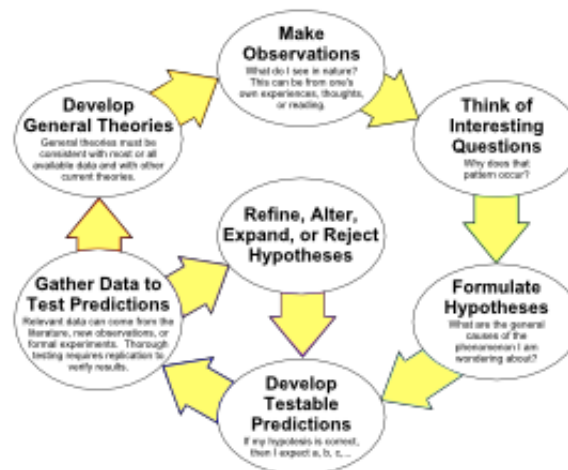 Make
Observations
What do I see in nature?
This can be from one's
own experiences, thoughts,
or reading.
Think of
Interesting
Questions
Why does that
pattern occur?
Formulate
Hypotheses
What are the general
causes of the
phenomenon I am
wondering about?
Develop
Testable
Predictions
If my hypotesis is correct,
then I expect a, b, c,...
Gather Data to
Test Predictions
Relevant data can come from the
literature, new observations, or
formal experiments. Thorough
testing requires replication to
verify results.
Refine, Alter,
Expand, or Reject
Hypotheses
Develop
General Theories
General theories must be
consistent with most or all
available data and with other
current theories.